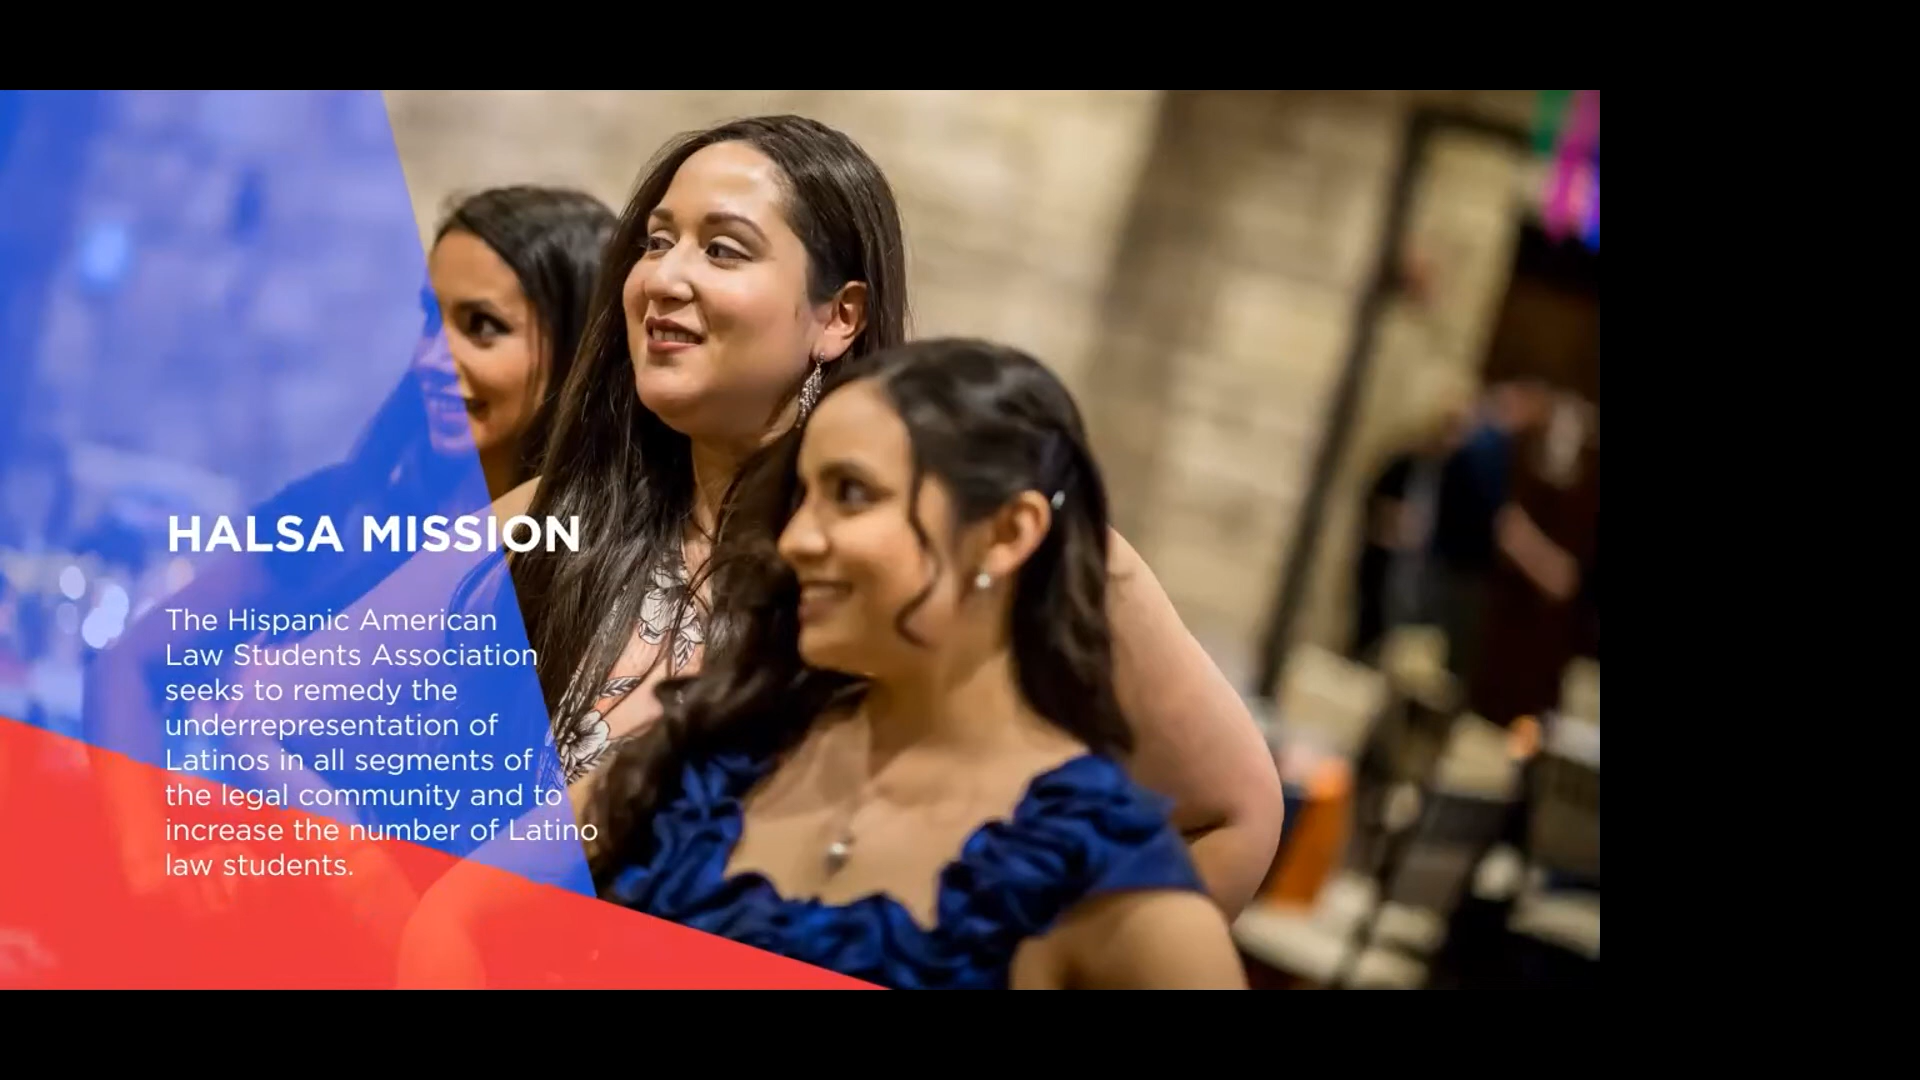 HALSA MISSION
The Hispanic American
Law Students Association
seeks to remedy the
underrepresentation of
Latinos in all segments of
the legal community and to
increase the number of Latino
law students.